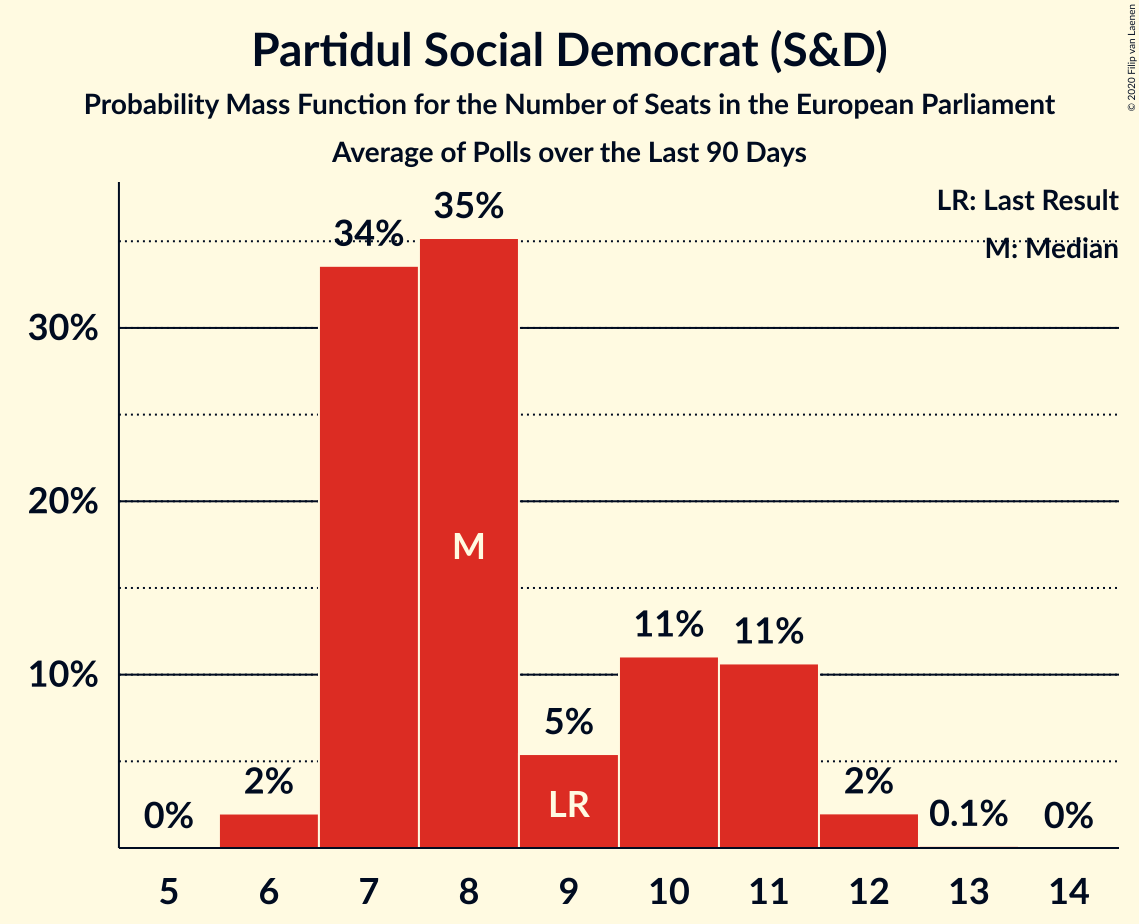 Partidul Social Democrat (S&D)
Probability Mass Function for the Number of Seats in the European Parliament
Average of Polls over the Last 90 Days
© 2020 Filip van Laenen
LR: Last Result
M: Median
34%
35%
30%
20%
10%
M
11%
11%
5%
LR
0%
2%
2%
0.1%
0%
5
6
7
8
9
10
11
12
13
14